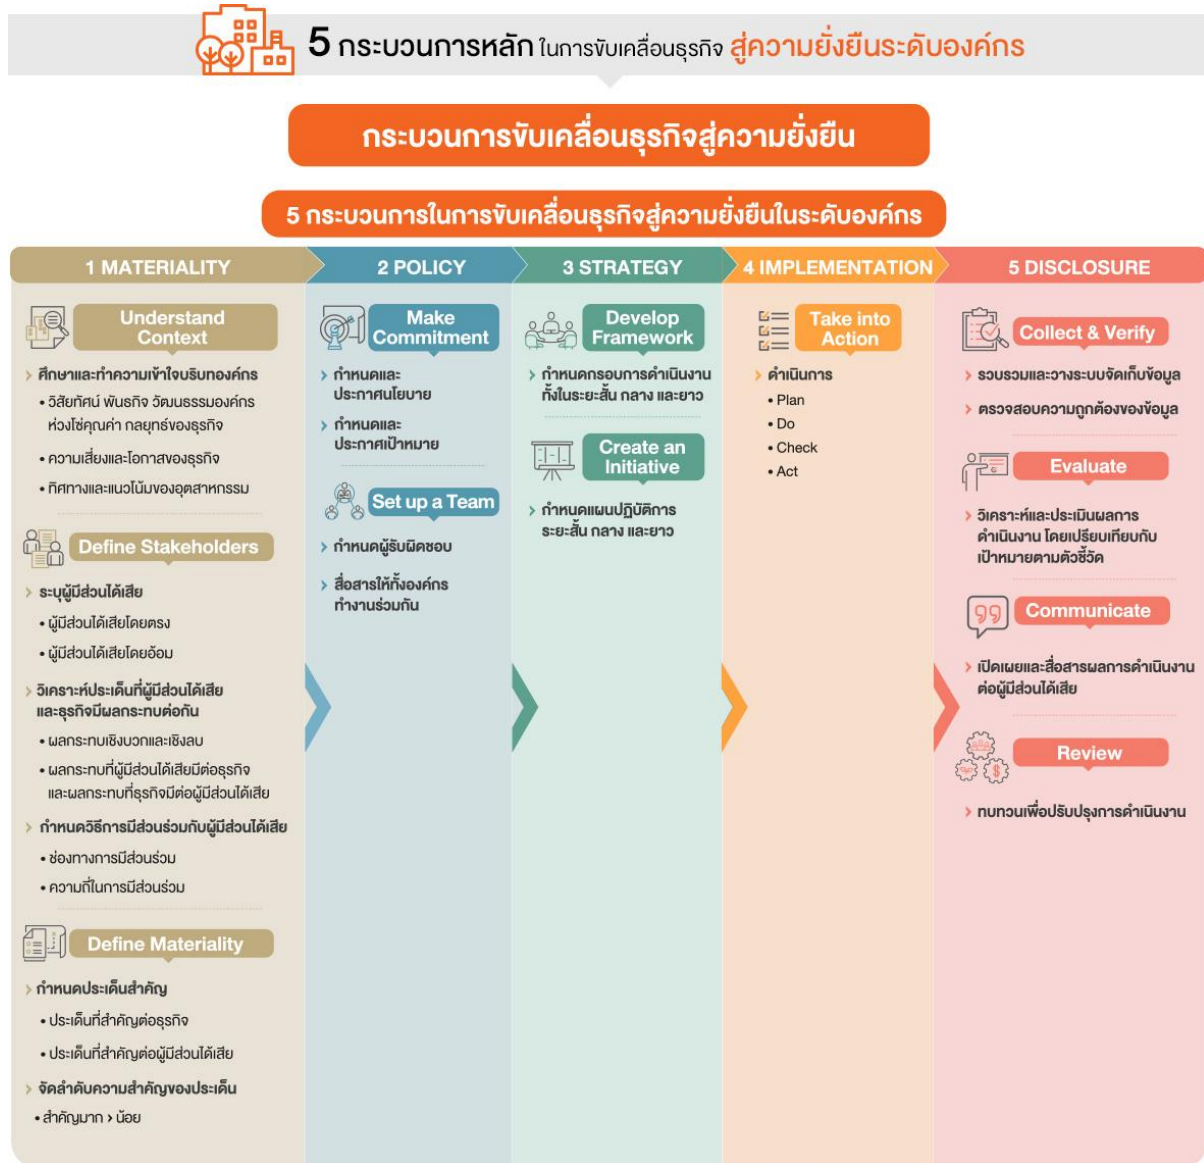 5 กระบวนการหลัก ในการขับเคลื่อนธุรกิจ สู่ความยั่งยืนระดับองค์กร
กระบวนการขับเคลื่อนธุรกิจสู่ความยั่งยืน
5 กระบวนการในการขับเคลื่อนธุรกิจสู่ความยั่งยืนในระดับองค์กร
1 MATERIALITY
Understand
Context
ศึกษาและทำความเข้าใจบริบทองค์กร
• วิสัยทัศน์ พันธกิจ วัฒนธรรมองค์กร
ห่วงโซ่คุณค่า กลยุทธ์ของธุรกิจ
• ความเสี่ยงและโอกาสของธุรกิจ
• ทิศทางและแนวโน้มของอุตสาหกรรม
Define Stakeholders
ระบุผู้มีส่วนได้เสีย
• ผู้มีส่วนได้เสียโดยตรง
• ผู้มีส่วนได้เสียโดยอ้อม
วิเคราะห์ประเด็นที่ผู้มีส่วนได้เสีย
และธุรกิจมีผลกระทบต่อกัน
• ผลกระทบเชิงบวกและเชิงลบ
• ผลกระทบที่ผู้มีส่วนได้เสียมีต่อธุรกิจ
และผลกระทบที่ธุรกิจมีต่อผู้มีส่วนได้เสีย
กำหนดวิธีการมีส่วนร่วมกับผู้มีส่วนได้เสีย
• ช่องทางการมีส่วนร่วม
• ความถี่ในการมีส่วนร่วม
Define Materiality
กำหนดประเด็นสำคัญ
• ประเด็นที่สำคัญต่อธุรกิจ
• ประเด็นที่สำคัญต่อผู้มีส่วนได้เสีย
จัดลำดับความสำคัญของประเด็น
• สำคัญมาก › น้อย
2 POLICY
Make
Commitment
กำหนดและ
ประกาศนโยบาย
กำหนดและ
ประกาศเป้าหมาย
Set up a Team
กำหนดผู้รับผิดชอบ
สื่อสารให้ทั้งองค์กร
ทำงานร่วมกัน
3 STRATEGY
Develop
Framework
กำหนดกรอบการดำเนินงาน
ทั้งในระยะสั้น กลาง และยาว
Create an
Initiative
กำหนดแผนปฏิบัติการ
ระยะสั้น กลาง และยาว
4 IMPLEMENTATION
Take into
Action
ดำเนินการ
• Plan
• Do
• Check
• Act
5 DISCLOSURE
Collect & Verify
รวบรวมและวางระบบจัดเก็บข้อมูล
ตรวจสอบความถูกต้องของข้อมูล
Evaluate
วิเคราะห์และประเมินผลการ
ดำเนินงาน โดยเปรียบเทียบกับ
เป้าหมายตามตัวชี้วัด
Communicate
เปิดเผยและสื่อสารผลการดำเนินงาน
ต่อผู้มีส่วนได้เสีย
Review
ทบทวนเพื่อปรับปรุงการดำเนินงาน